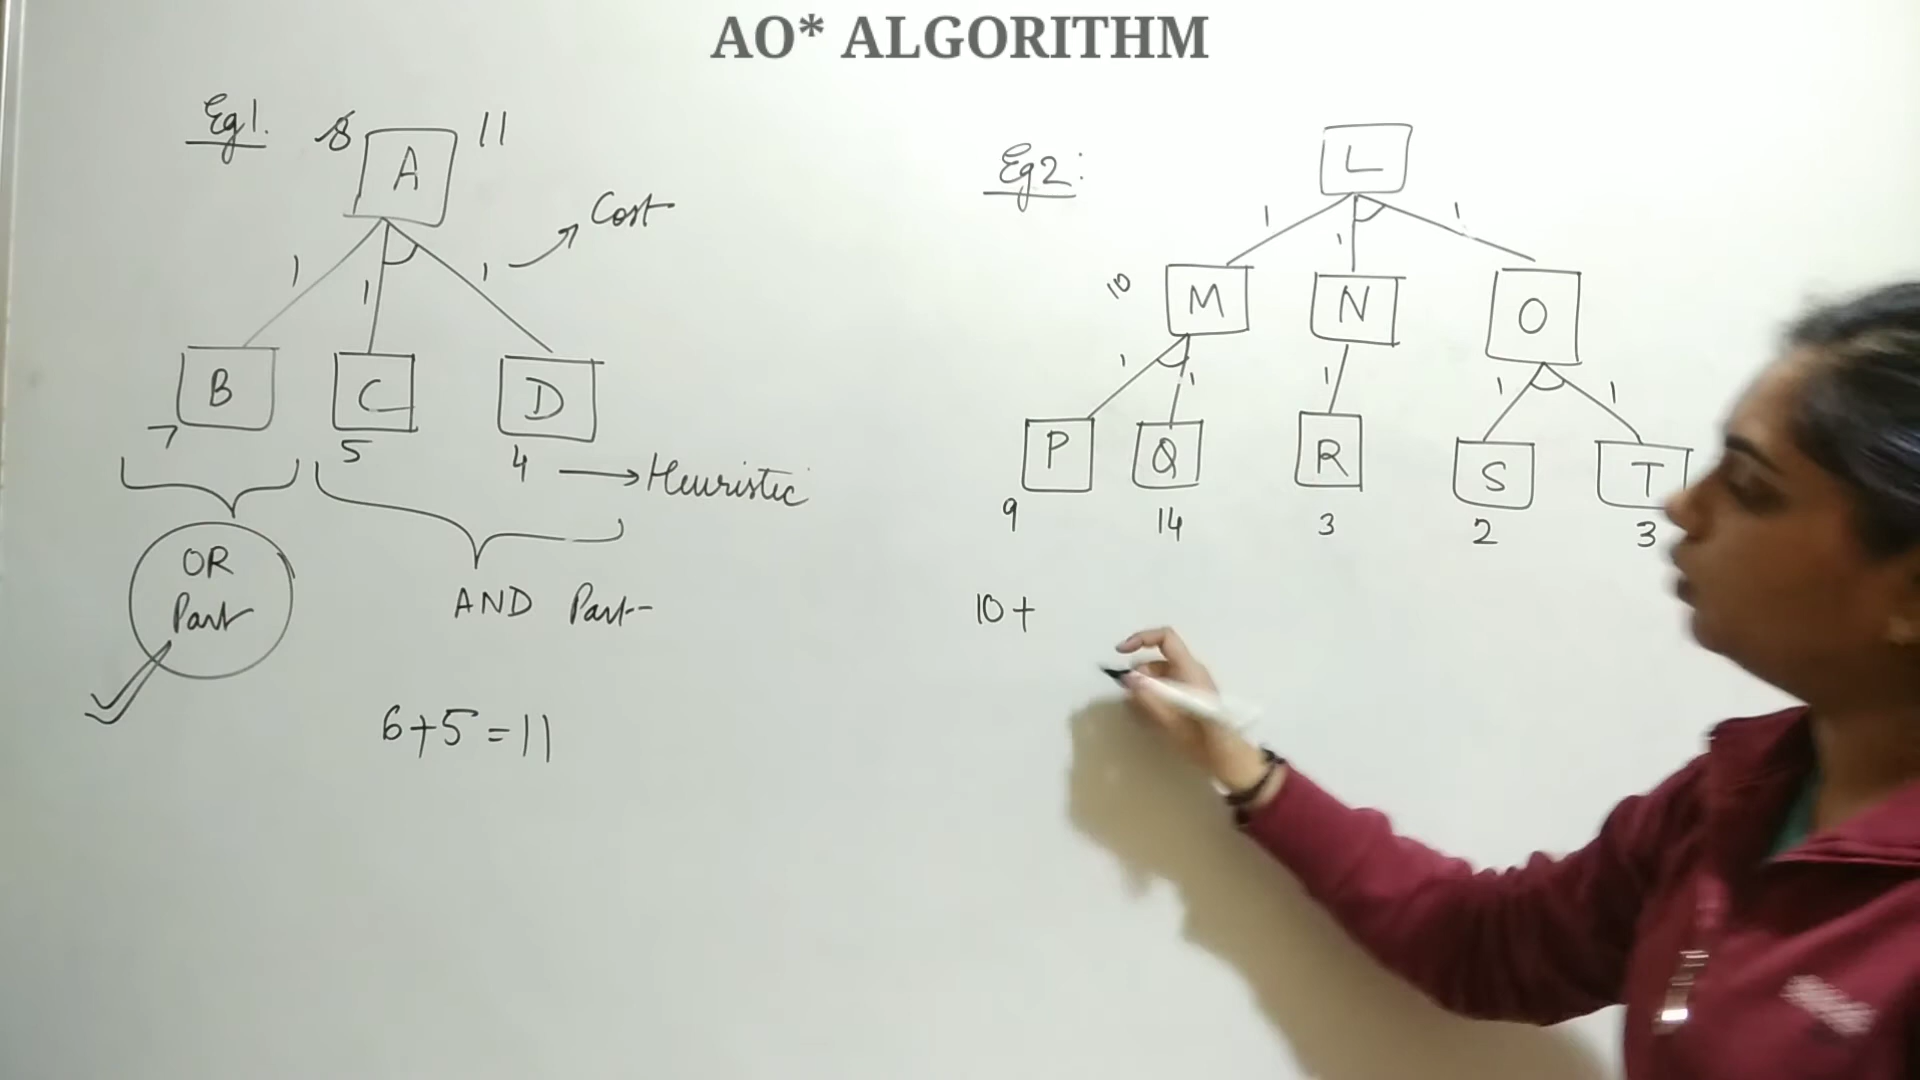 AO* ALGORITHM
Eg1.
8
A
11
Cost
1
1
1
B
C
D
7
5
4
Heuristic
OR
Part
AND Part
6+5=11
Eg2:
L
1
1
1
10
M
N
O
1
1
1
1
1
P
Q
R
S
T
9
14
3
2
3
10+